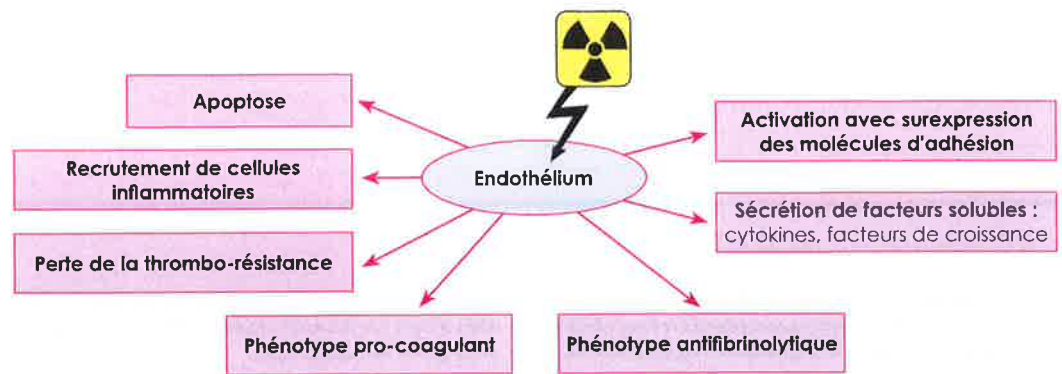 Apoptose
Activation avec surexpression
des molécules d'adhésion
Recrutement de cellules
inflammatoires
Endothélium
Sécrétion de facteurs solubles :
cytokines, facteurs de croissance
Perte de la thrombo-résistance
Phénotype pro-coagulant
Phénotype antifibrinolytique